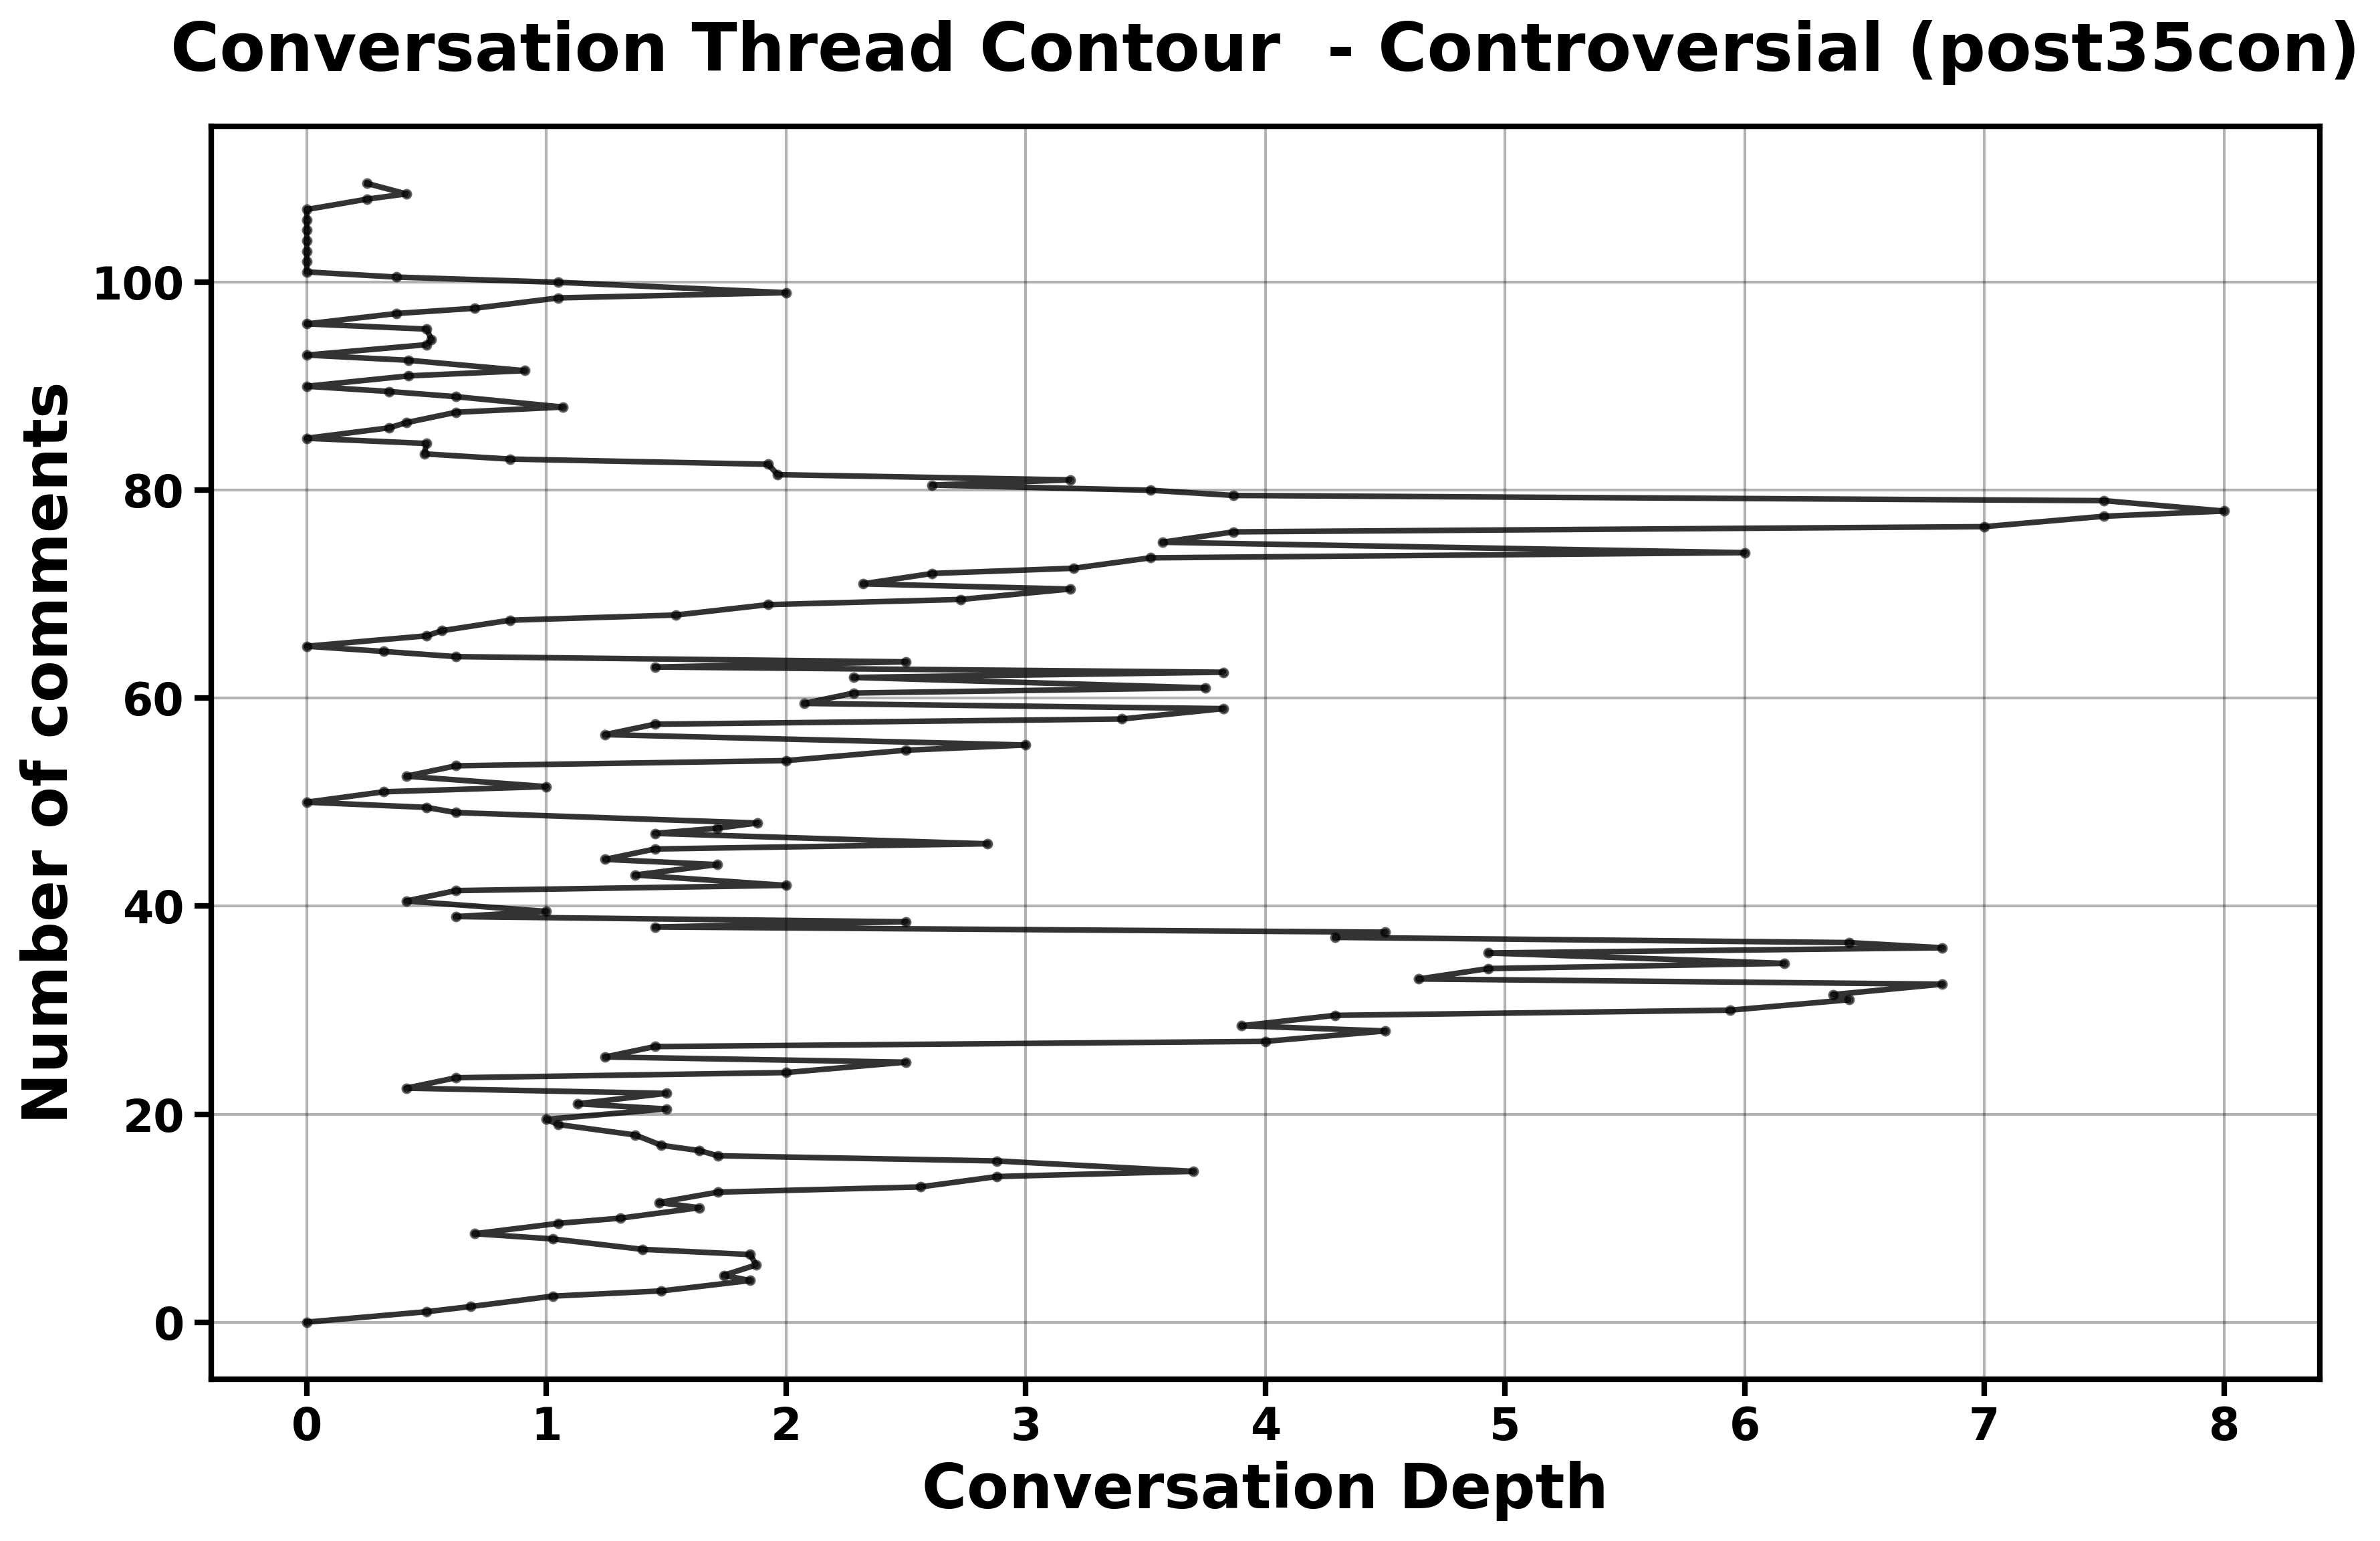 Conversation Thread Contour  - Controversial (post35con)
Number of comments
100
80
60
40
20
0
0 1 2 3 4 5 6 7 8
Conversation Depth